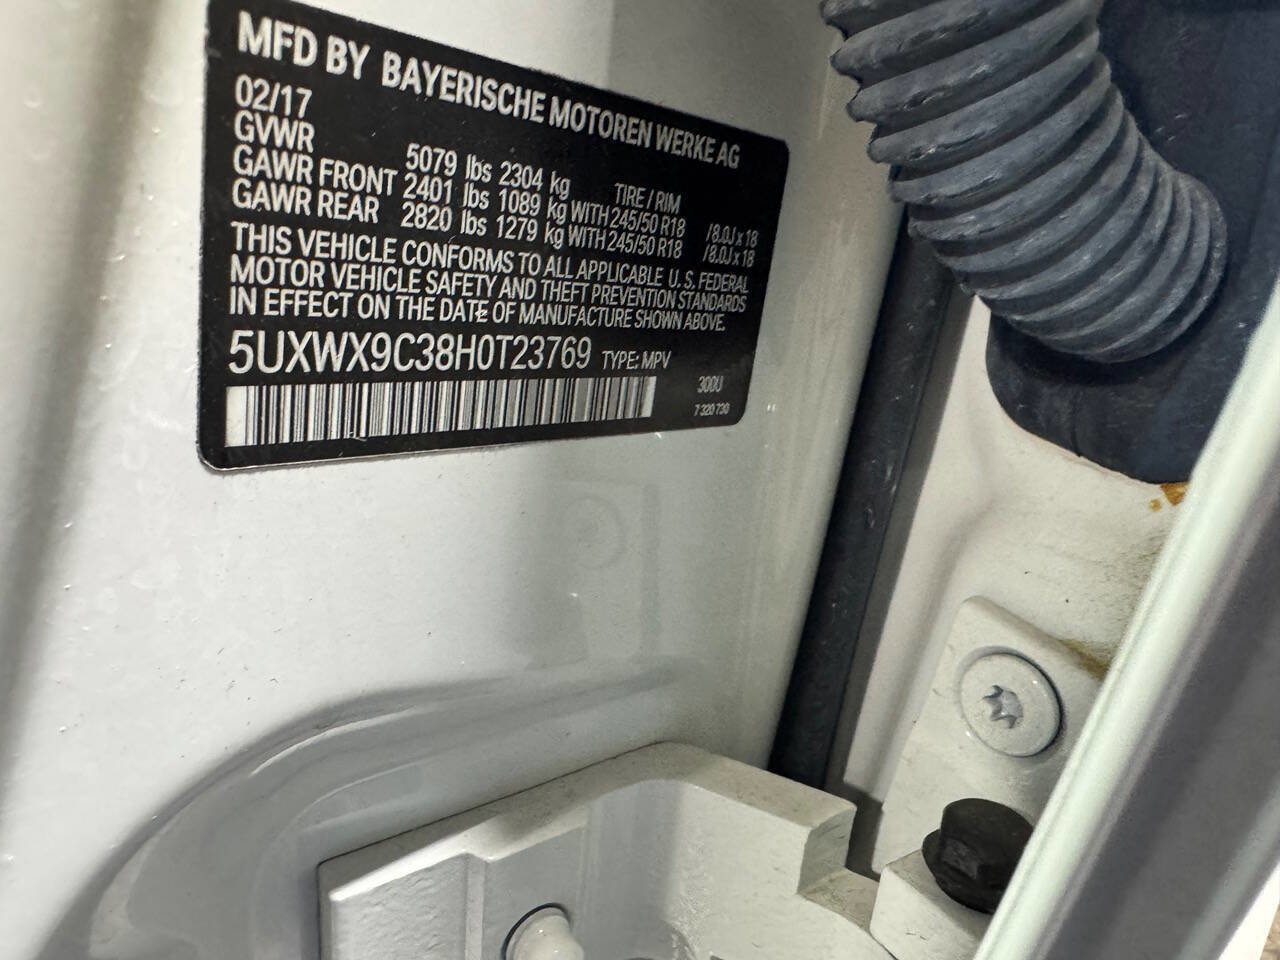 MFD BY BAYERISCHE MOTOREN WERKE AG
02/17
GVWR 5079 lbs 2304 kg TIRE / RIM
GAWR FRONT 2401 lbs 1089 kg WITH 245/50 R18 /8.0J x 18
GAWR REAR 2820 lbs 1279 kg WITH 245/50 R18 /8.0J x 18
THIS VEHICLE CONFORMS TO ALL APPLICABLE U. S. FEDERAL
MOTOR VEHICLE SAFETY AND THEFT PREVENTION STANDARDS
IN EFFECT ON THE DATE OF MANUFACTURE SHOWN ABOVE.
5UXWX9C38H0T23769 TYPE: MPV
300U
7 320 730